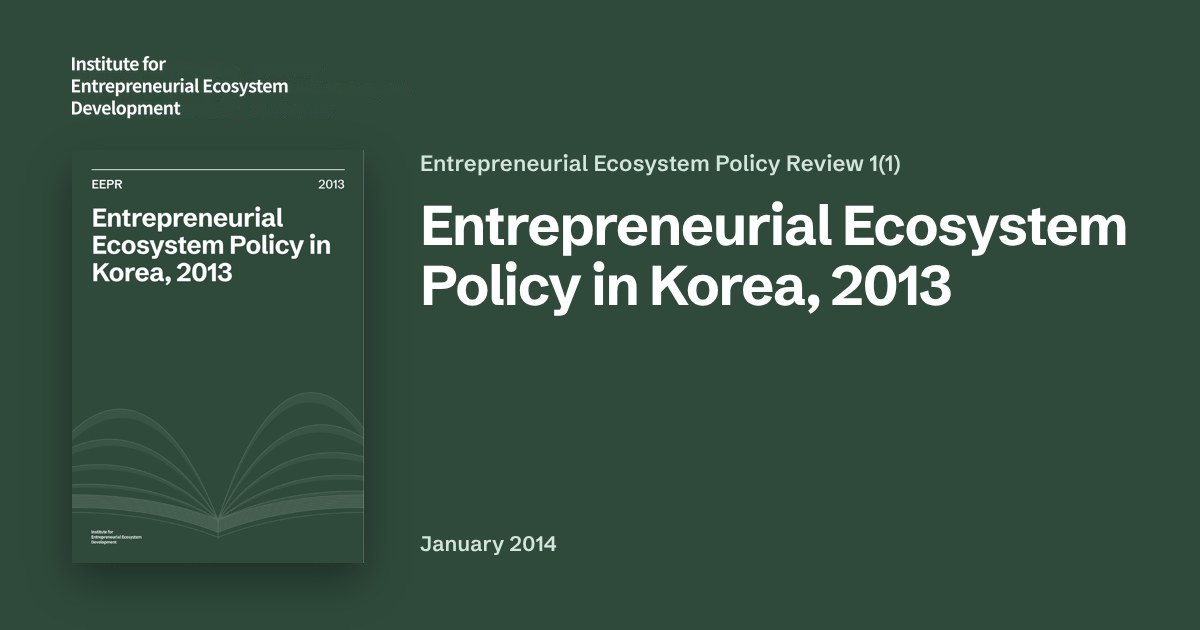 Institute for
Entrepreneurial Ecosystem
Development
EEPR 2013
Entrepreneurial
Ecosystem Policy in
Korea, 2013
Institute for
Entrepreneurial Ecosystem
Development
Entrepreneurial Ecosystem Policy Review 1(1)
Entrepreneurial Ecosystem
Policy in Korea, 2013
January 2014